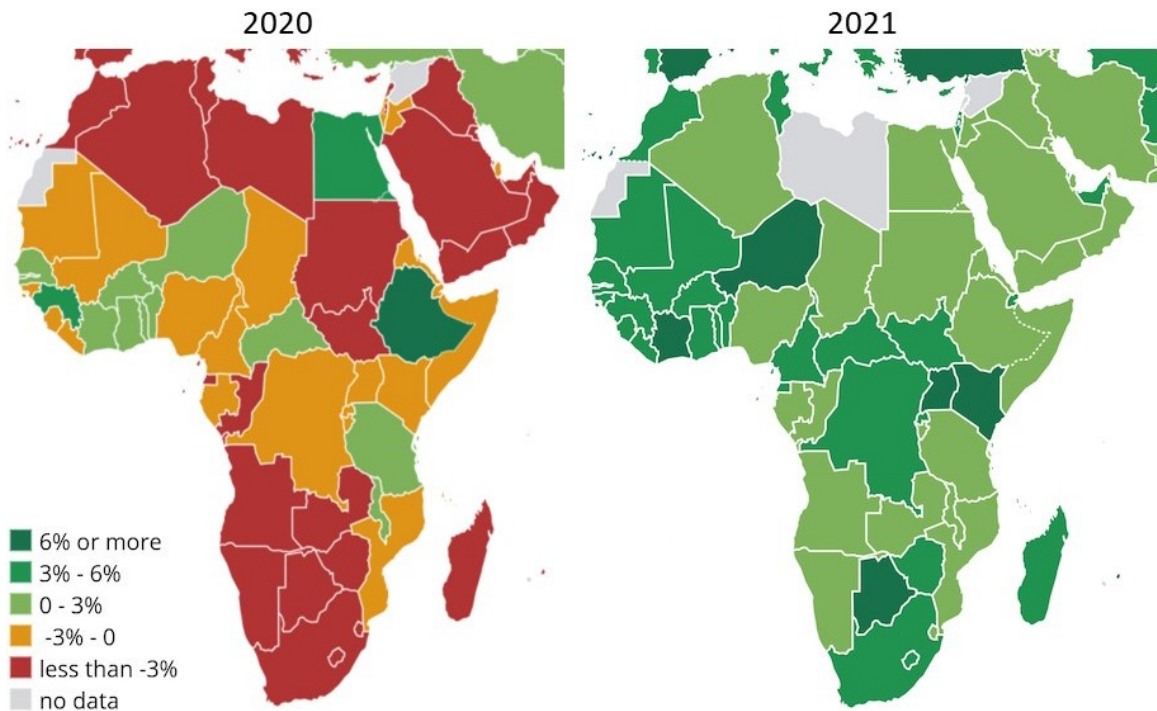 2020
2021
6% or more
3% - 6%
0 - 3%
-3% - 0
less than -3%
no data